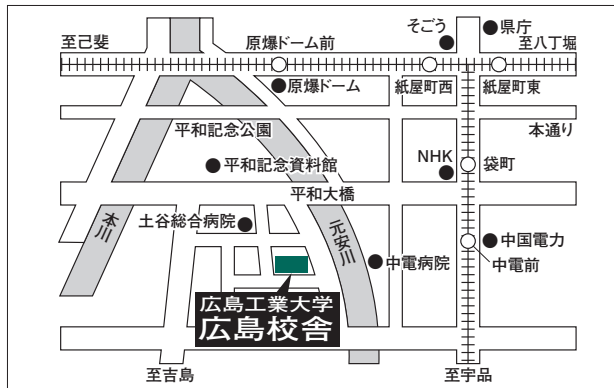 そごう
県庁
至己斐
原爆ドーム前
至八丁堀
原爆ドーム
紙屋町西
紙屋町東
平和記念公園
本通り
平和記念資料館
NHK
袋町
平和大橋
本川
土谷総合病院
元安川
中国電力
中電病院
中電前
広島工業大学
広島校舎
至吉島
至宇品